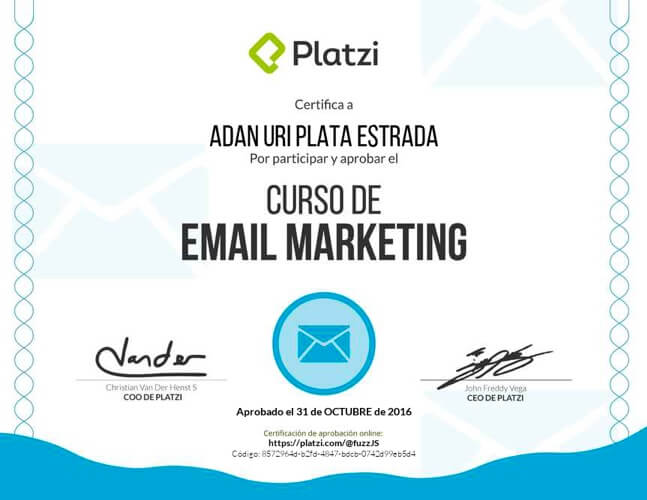 Platzi
Certifica a
ADAN URI PLATA ESTRADA
Por participar y aprobar el
CURSO DE
EMAIL MARKETING
Vander
Christian Van Der Henst S
COO DE PLATZI
John Freddy Vega
CEO DE PLATZI
Aprobado el 31 de OCTUBRE de 2016
Certificación de aprobación online:
https://platzi.com/@fuzzJS
Código: 8572964d-b2fd-4847-bdcb-0742d99eb5d4